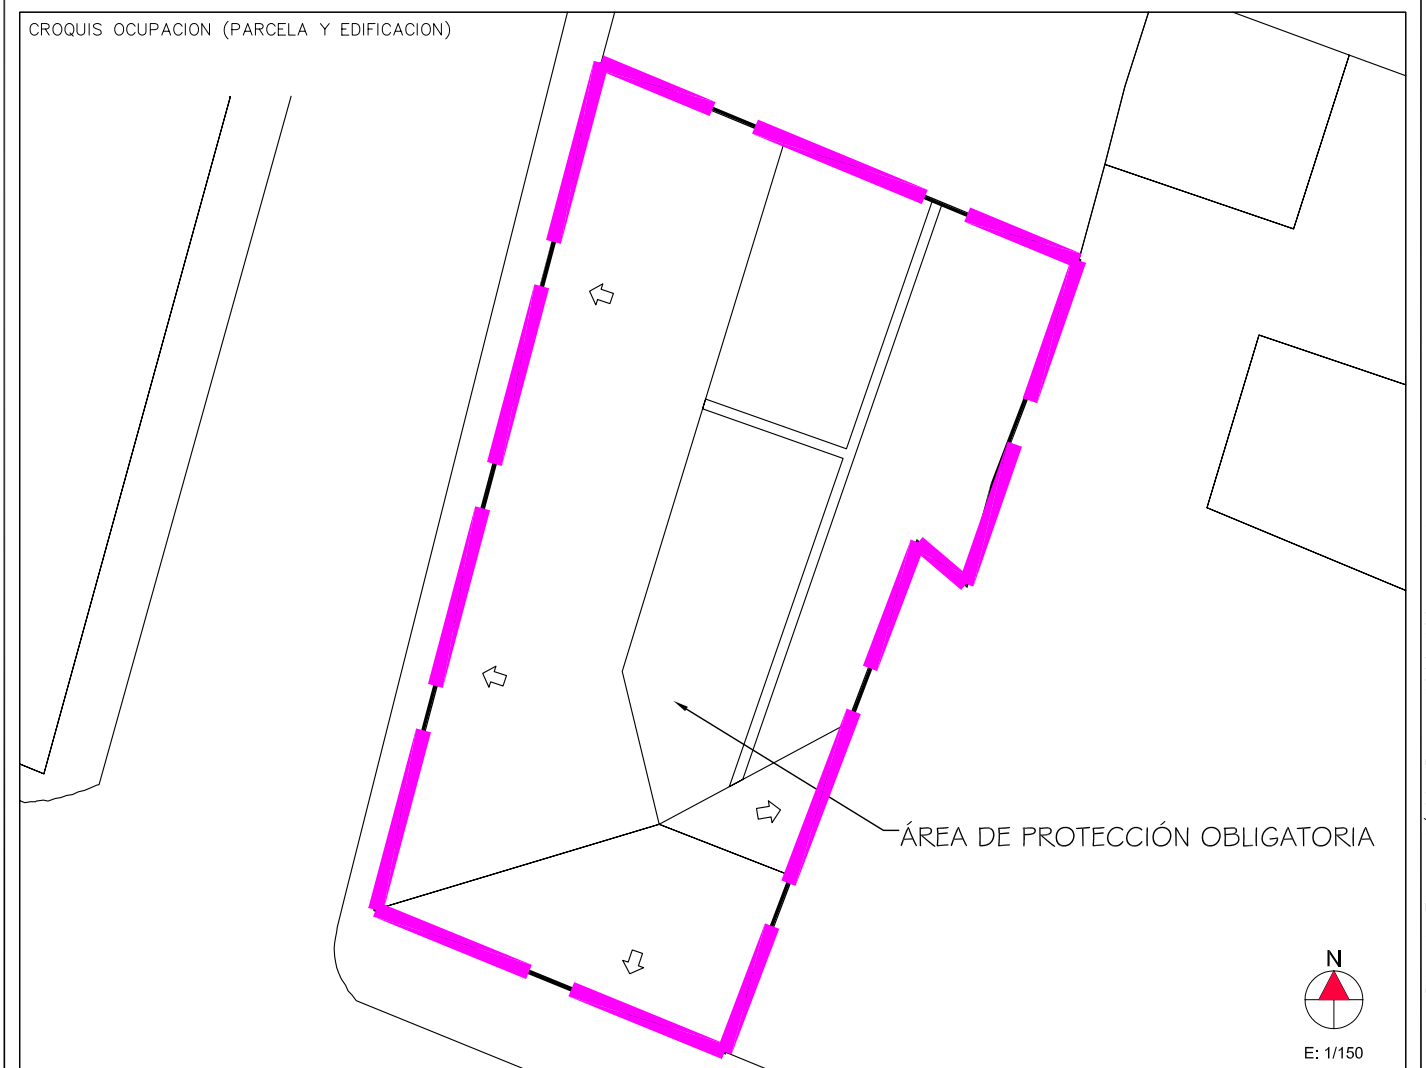 CROQUIS OCUPACION (PARCELA Y EDIFICACION)
ÁREA DE PROTECCIÓN OBLIGATORIA
N
E: 1/150